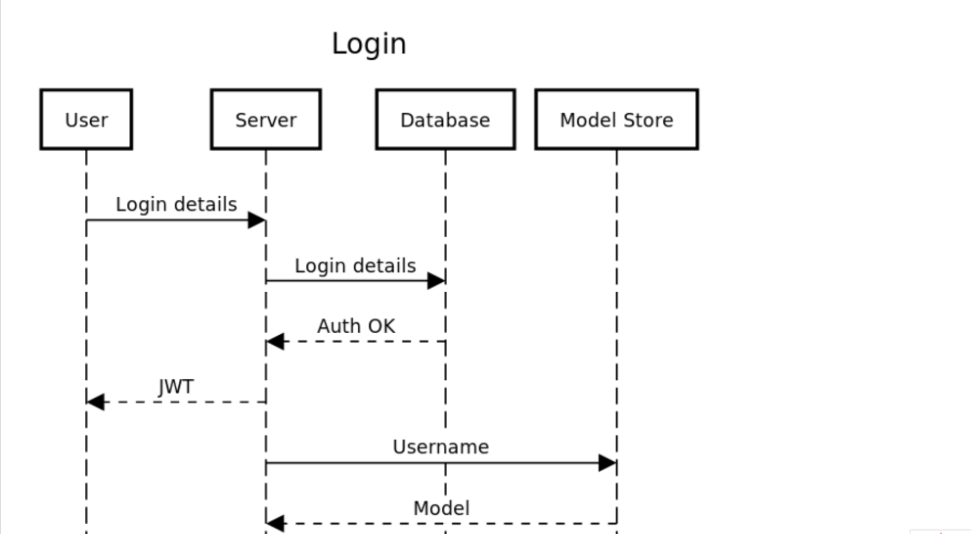 Login
User
Server
Database
Model Store
Login details
Login details
Auth OK
JWT
Username
Model